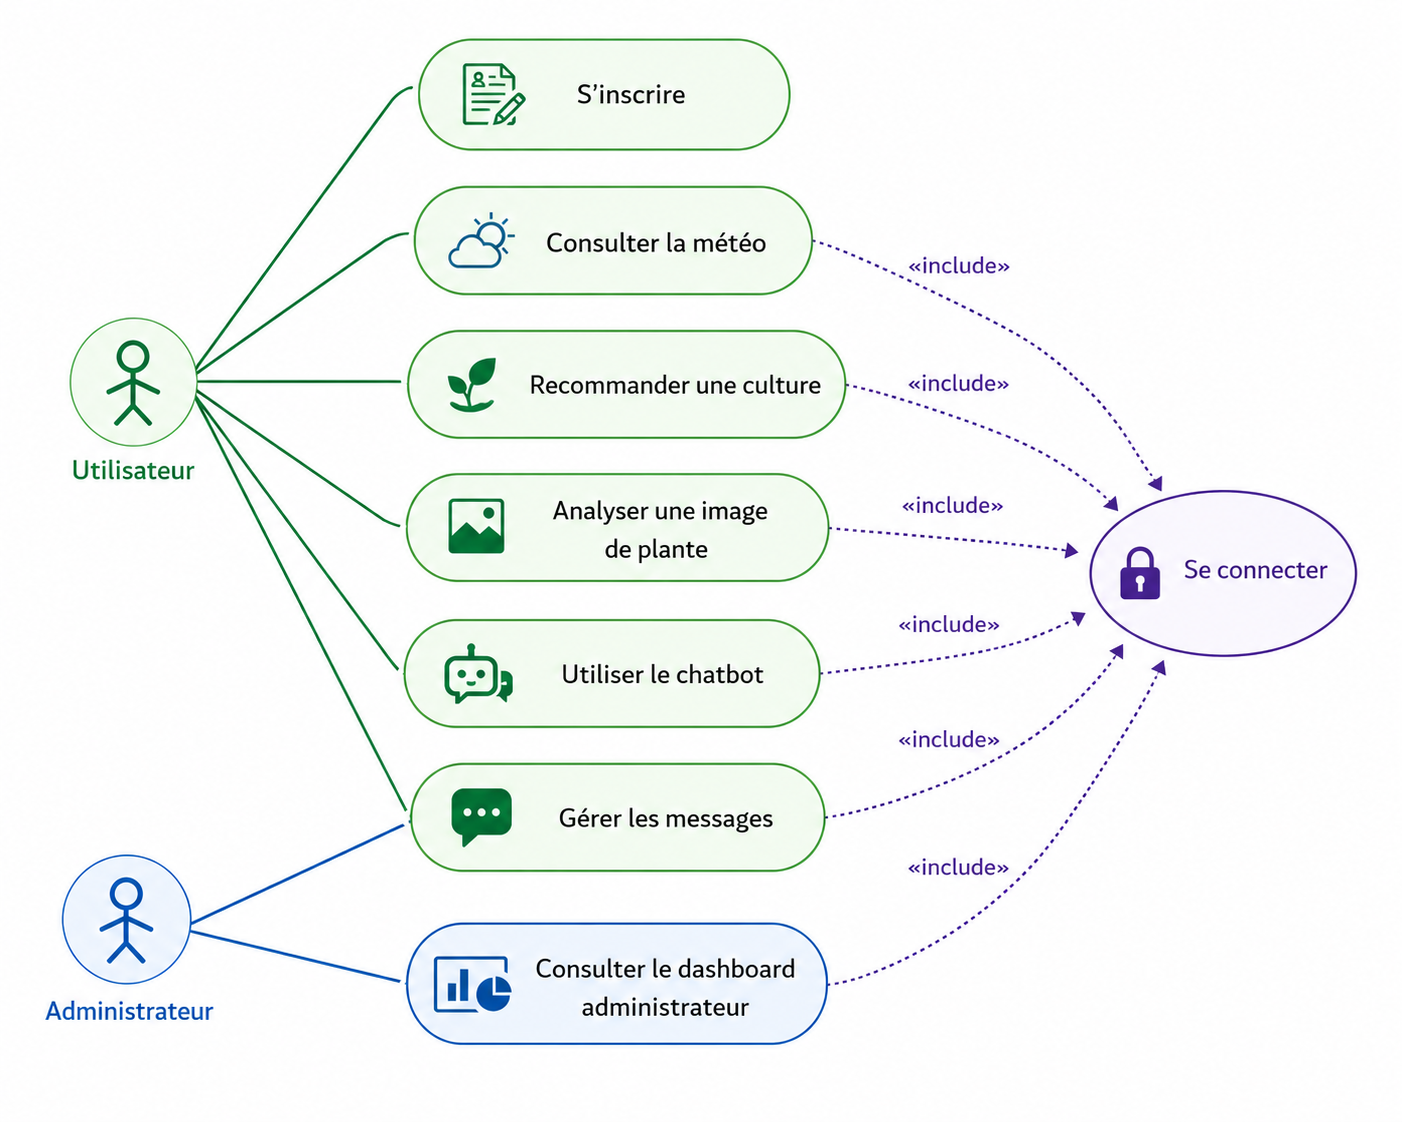 S'inscrire
Consulter la météo
«include»
Recommander une culture
«include»
Utilisateur
Analyser une image
de plante
«include»
Se connecter
Utiliser le chatbot
«include»
Gérer les messages
«include»
Administrateur
Consulter le dashboard
administrateur
«include»